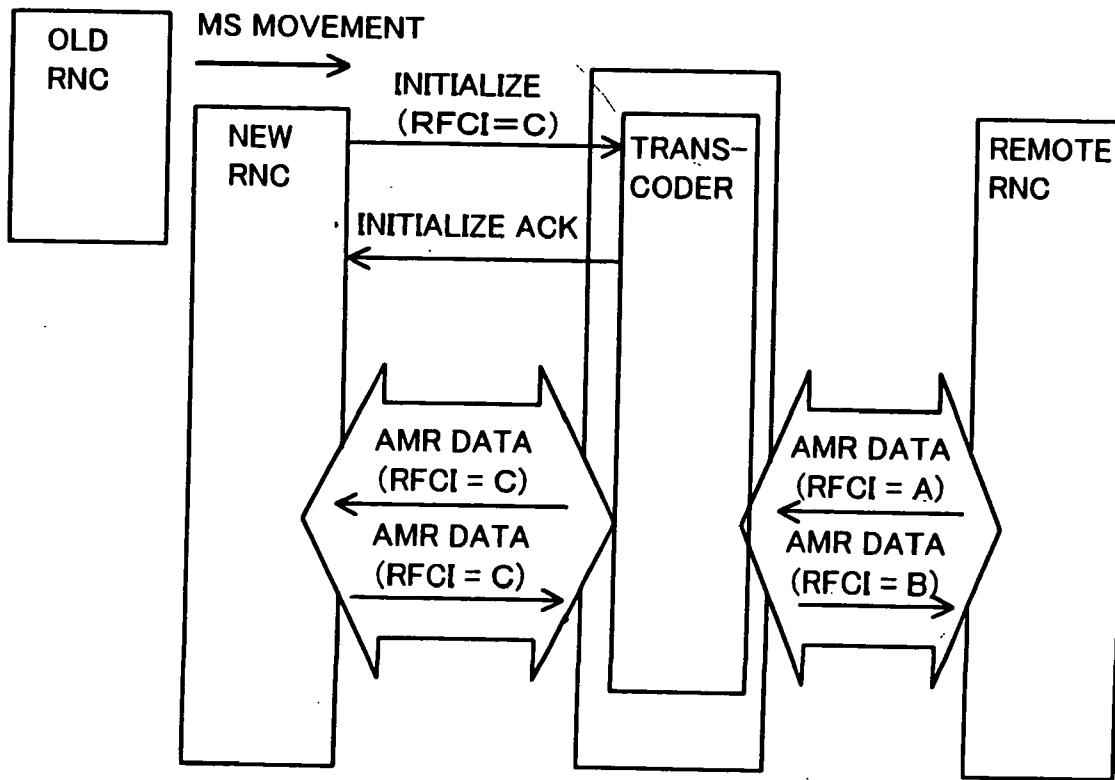 OLD
RNC
MS MOVEMENT
INITIALIZE
(RFCI=C)
NEW
RNC
TRANS-
CODER
REMOTE
RNC
INITIALIZE ACK
AMR DATA
(RFCI = C)
AMR DATA
(RFCI = C)
AMR DATA
(RFCI = A)
AMR DATA
(RFCI = B)